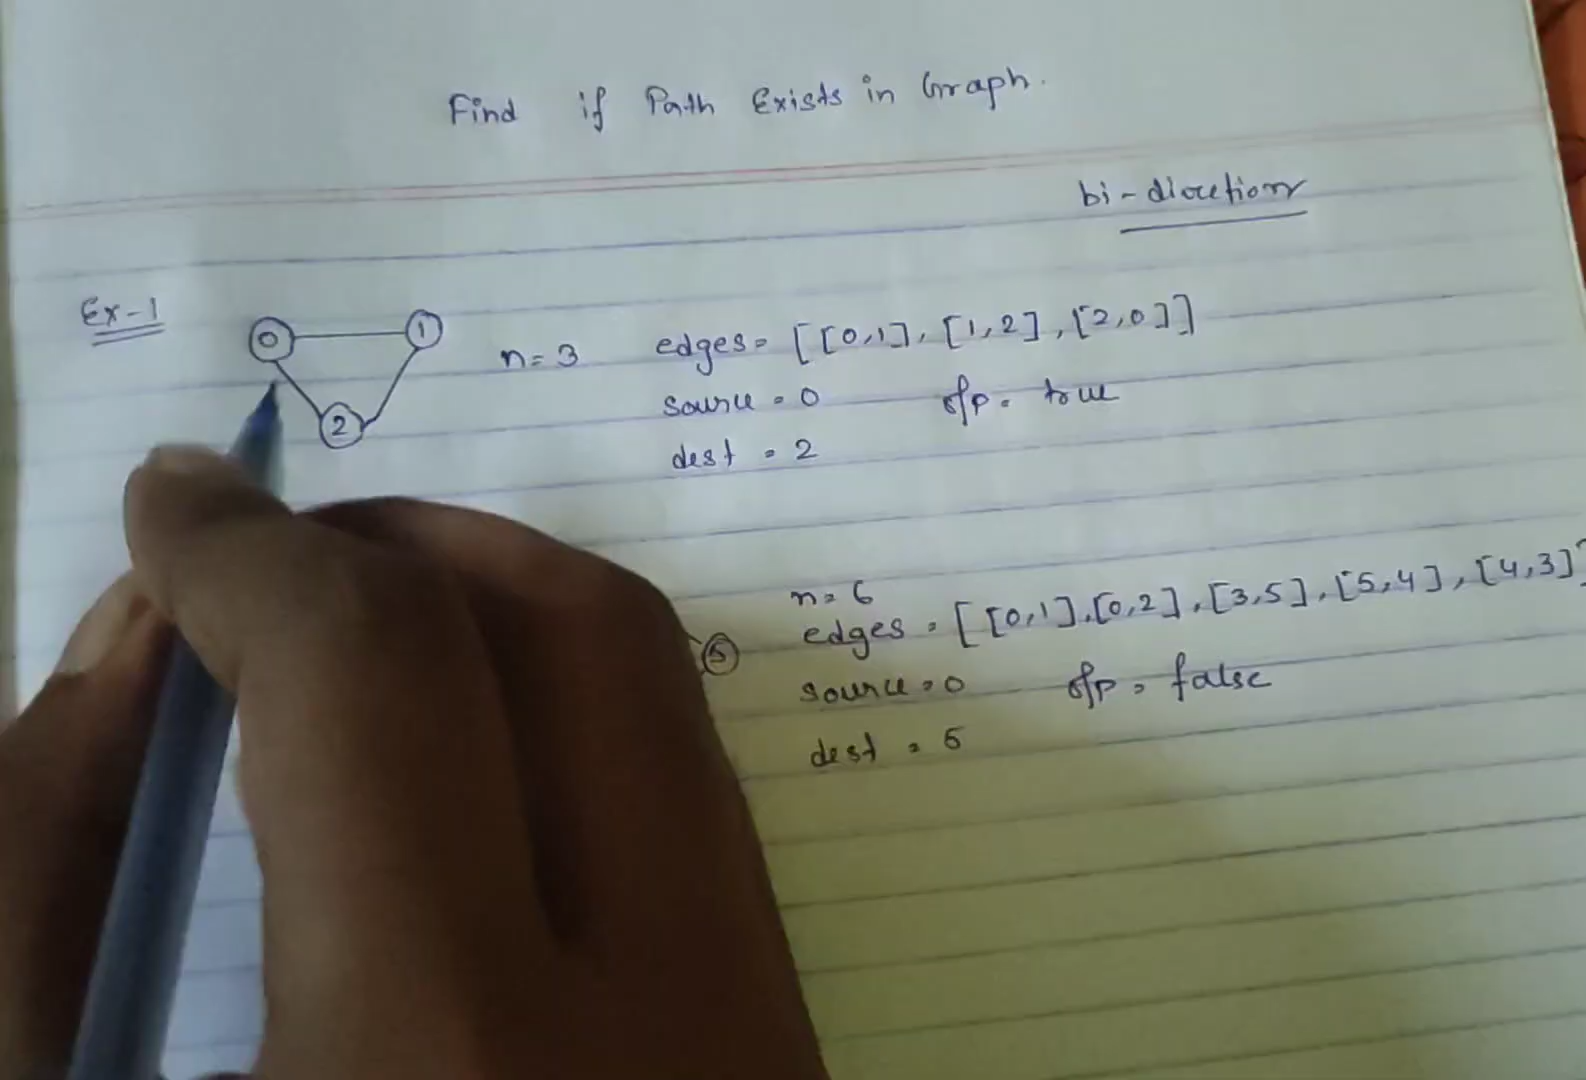 Find if Path Exists in Graph.
bi-direction
Ex-1
0 1
2
n=3 edges= [[0,1], [1,2], [2,0]]
source = 0 o/p = true
dest = 2
n=6
edges = [[0,1],[0,2],[3,5],[5,4],[4,3]
5
source = 0 o/p = false
dest = 5